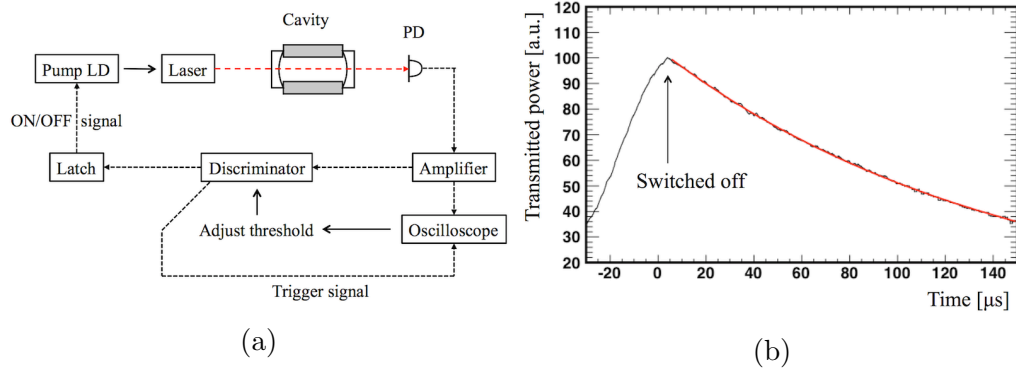 Cavity
PD
Pump LD
Laser
ON/OFF signal
Latch
Discriminator
Amplifier
Adjust threshold
Oscilloscope
Trigger signal
(a)
Transmitted power [a.u.]
120
110
100
90
80
70
60
50
40
30
20
Switched off
-20 0 20 40 60 80 100 120 140
Time [μs]
(b)